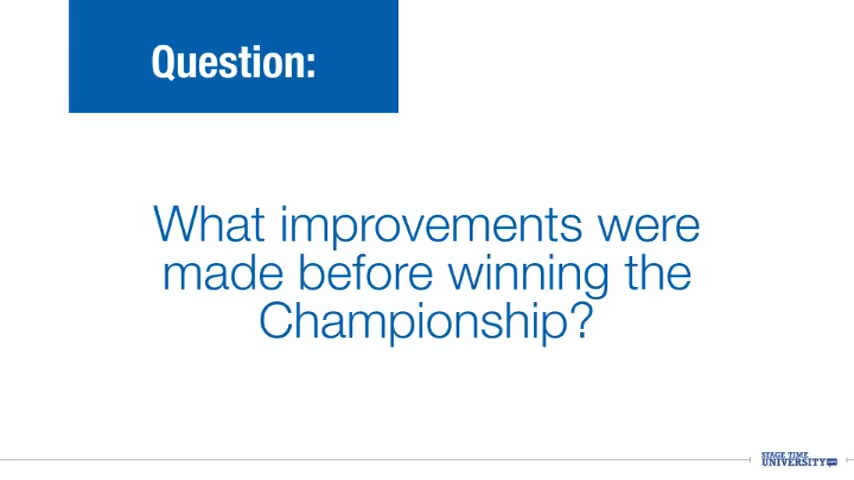 Question:
What improvements were
made before winning the
Championship?
STAGE TIME
UNIVERSITY